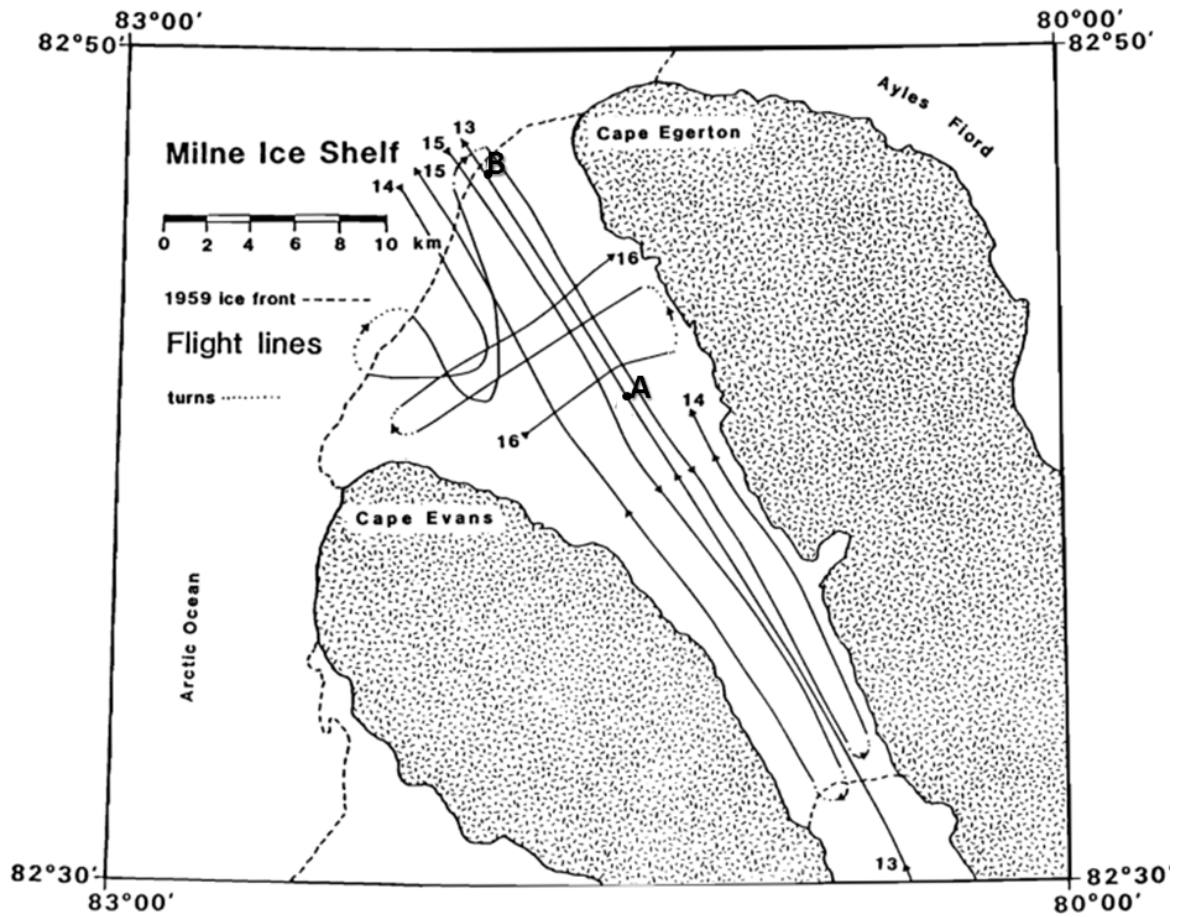 83°00′ 80°00′
82°50′ 82°50′
Ayles Fiord
Cape Egerton
Milne Ice Shelf
13
15
15
14
B
0 2 4 6 8 10 km
16
1959 ice front
Flight lines
turns
A
14
16
Cape Evans
Arctic Ocean
13
82°30′ 82°30′
83°00′ 80°00′